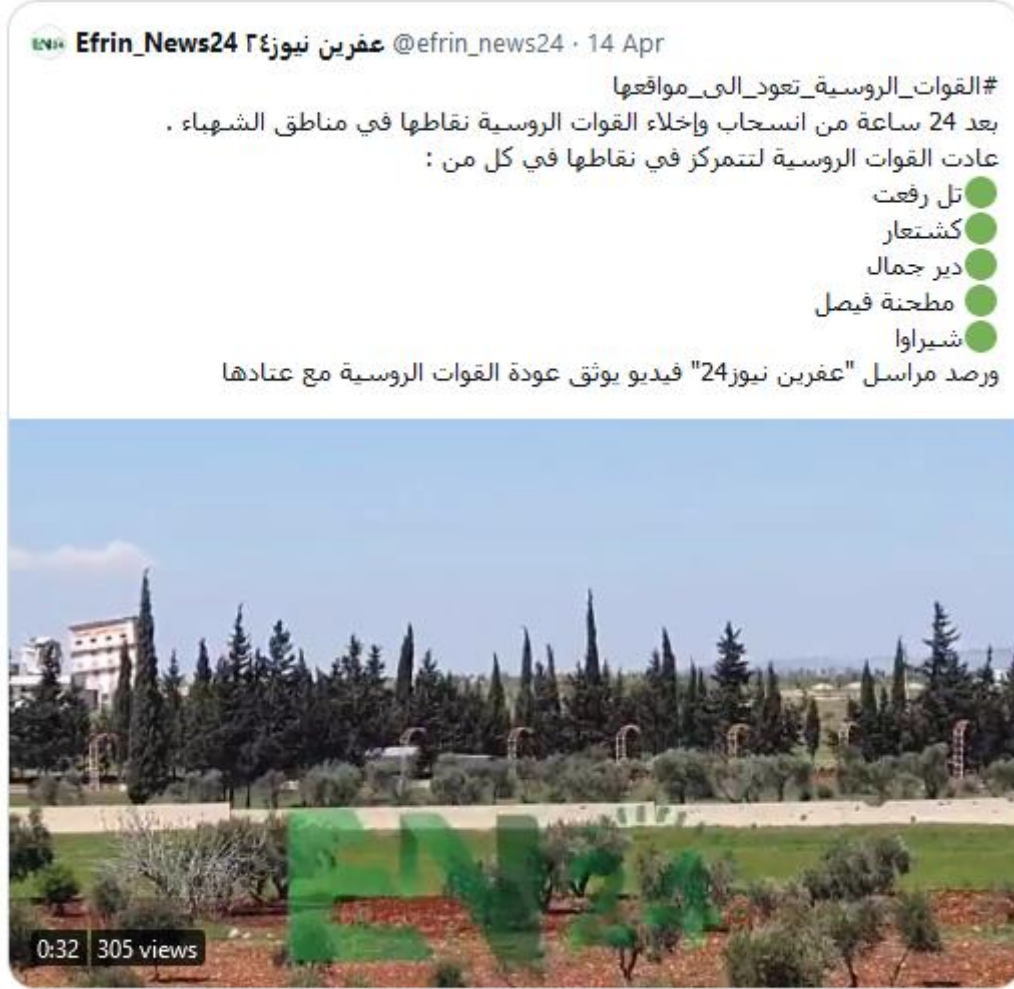 Efrin_News24 عفرين نيوز٢٤ @efrin_news24 · 14 Apr
#القوات_الروسية_تعود_الى_مواقعها
بعد 24 ساعة من انسحاب وإخلاء القوات الروسية نقاطها في مناطق الشهباء .
عادت القوات الروسية لتتمركز في نقاطها في كل من :
تل رفعت
كشتعار
دير جمال
مطحنة فيصل
شيراوا
ورصد مراسل "عفرين نيوز24" فيديو يوثق عودة القوات الروسية مع عتادها
EN24
0:32 305 views